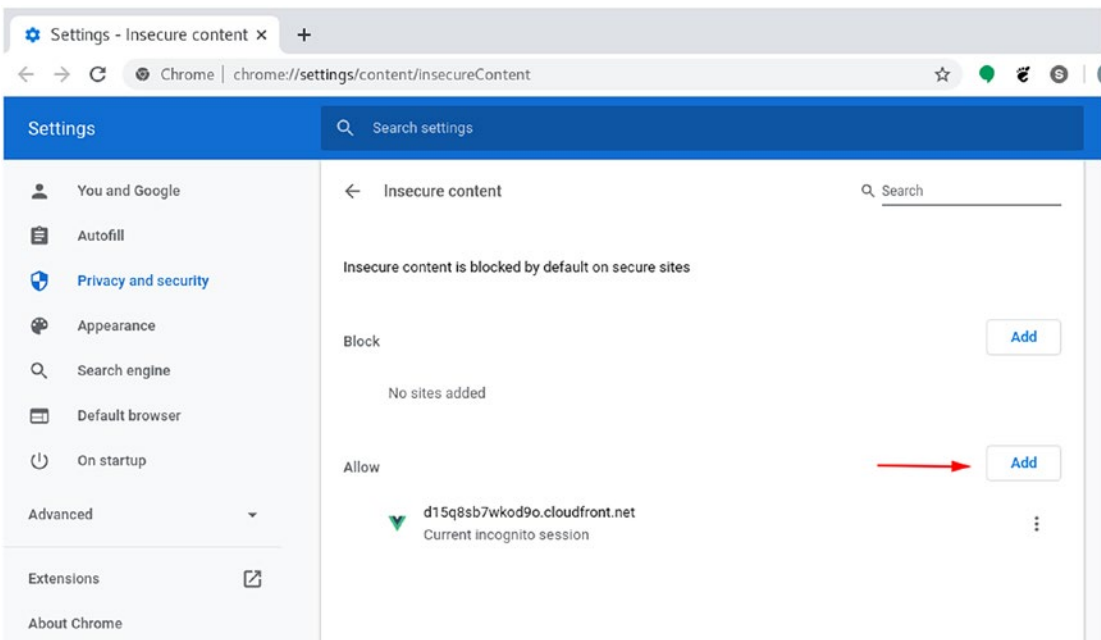 Settings - Insecure content
Chrome | chrome://settings/content/insecureContent
Settings
Search settings
You and Google
Autofill
Privacy and security
Appearance
Search engine
Default browser
On startup
Advanced
Extensions
About Chrome
Insecure content
Search
Insecure content is blocked by default on secure sites
Block
Add
No sites added
Allow
Add
d15q8sb7wkod9o.cloudfront.net
Current incognito session